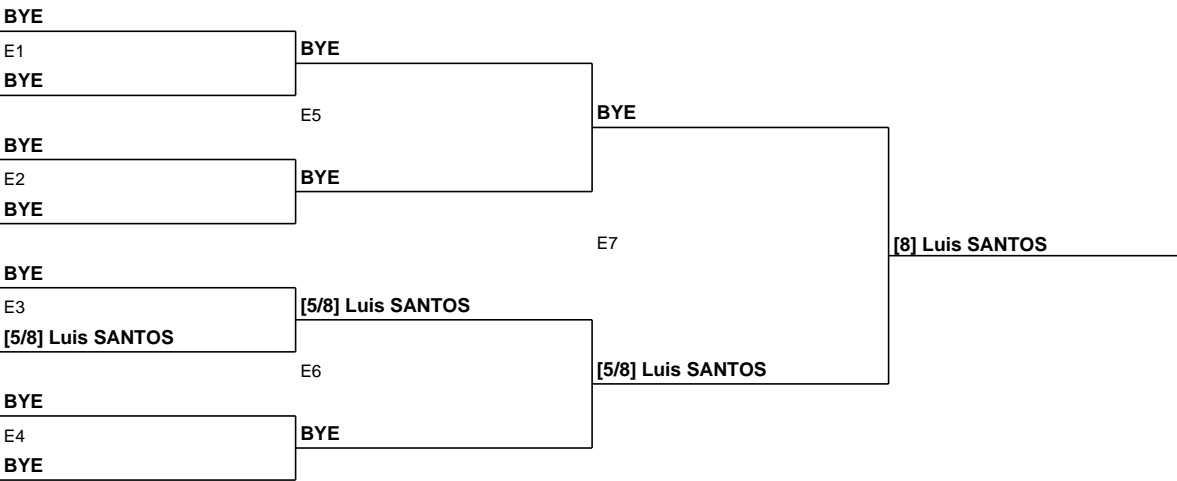 BYE
E1
BYE
BYE
E2
BYE
BYE
E3
[5/8] Luis SANTOS
BYE
E4
BYE
BYE
E5
BYE
[5/8] Luis SANTOS
E6
BYE
BYE
E7
[5/8] Luis SANTOS
[8] Luis SANTOS